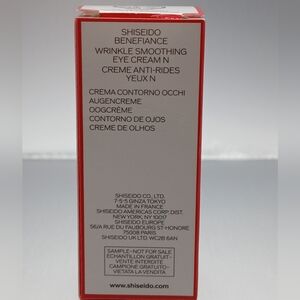 SHISEIDO
BENEFIANCE
WRINKLE SMOOTHING
EYE CREAM N
CREME ANTI-RIDES
YEUX N
CREMA CONTORNO OCCHI
AUGENCREME
OOGCRÈME
CONTORNO DE OJOS
CREME DE OLHOS
SHISEIDO CO., LTD.
7-5-5 GINZA TOKYO
MADE IN FRANCE
SHISEIDO AMERICAS CORP. DIST.
NEW YORK, NY 10017
SHISEIDO EUROPE
56/A RUE DU FAUBOURG ST-HONORE
75008 PARIS
SHISEIDO UK LTD. WC2B 6AN
SAMPLE-NOT FOR SALE
ECHANTILLON GRATUIT-
VENTE INTERDITE
CAMPIONE GRATUITO-
VIETATA LA VENDITA
www.shiseido.com